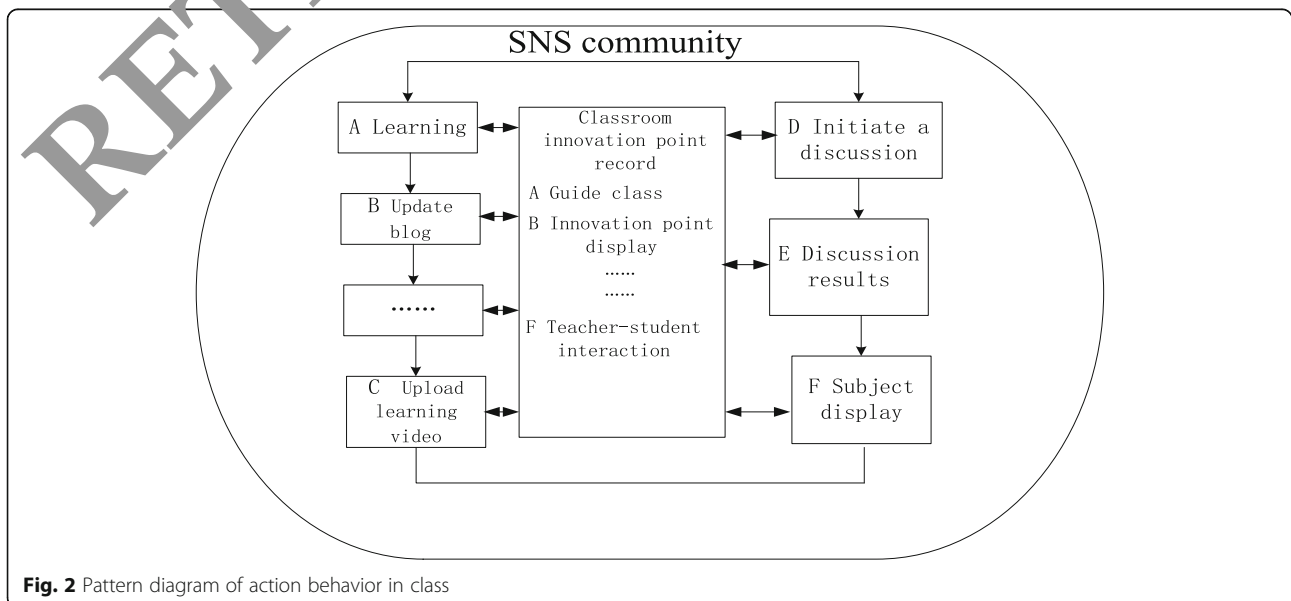 RET
SNS community
A Learning
B Update
blog
……
C Upload
learning
video
Classroom
innovation point
record
A Guide class
B Innovation point
display
……
……
F Teacher-student
interaction
D Initiate a
discussion
E Discussion
results
F Subject
display
Fig. 2 Pattern diagram of action behavior in class